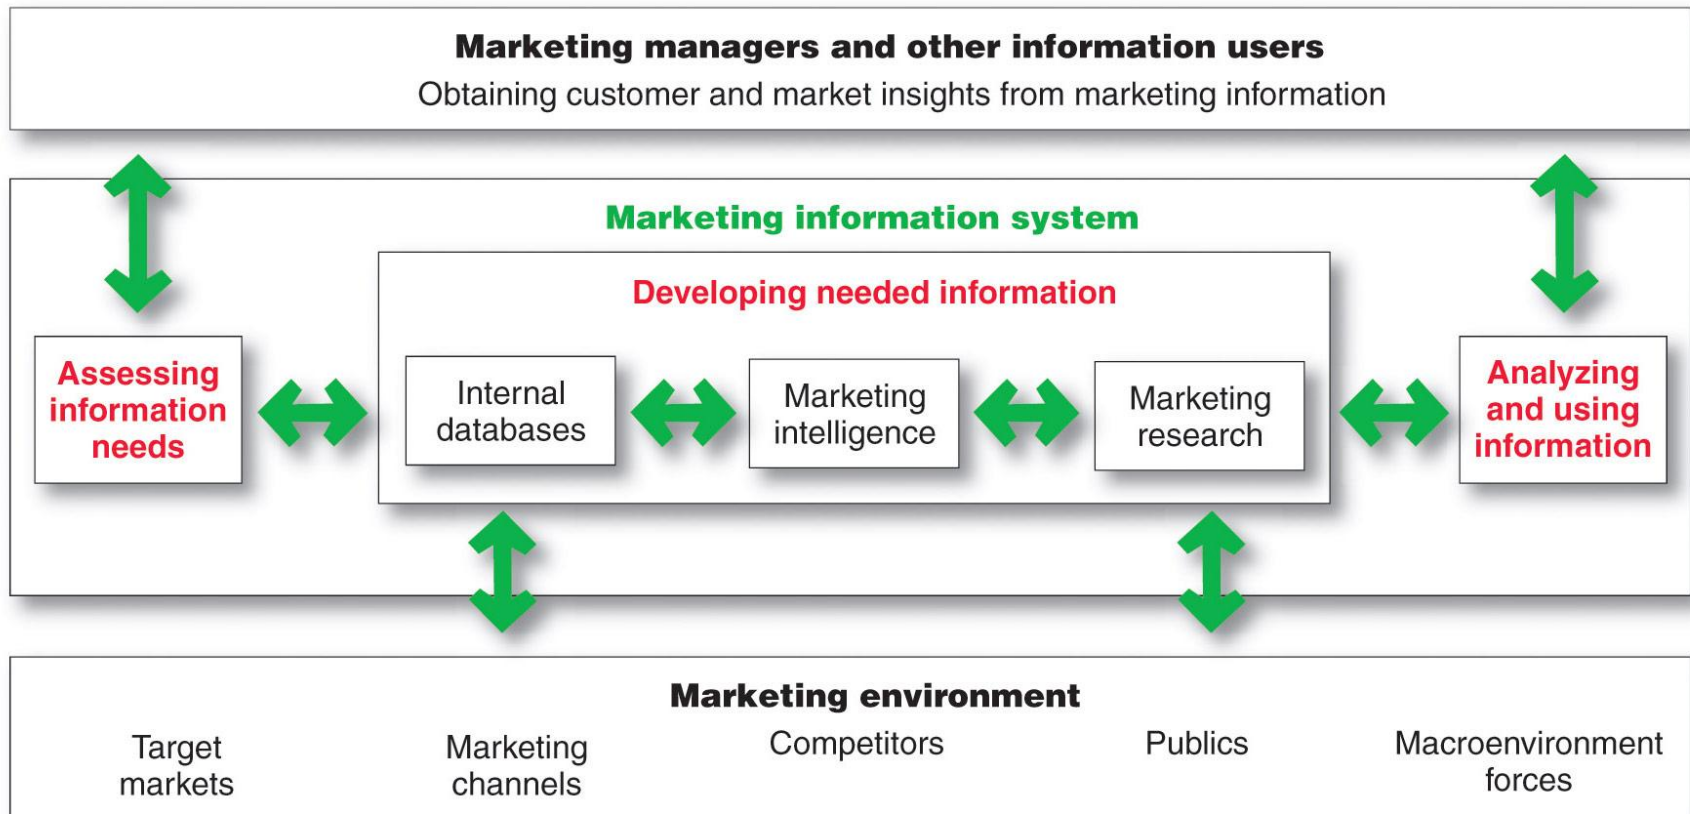 Marketing managers and other information users
Obtaining customer and market insights from marketing information
Marketing information system
Developing needed information
Assessing
information
needs
Internal
databases
Marketing
intelligence
Marketing
research
Analyzing
and using
information
Marketing environment
Target
markets
Marketing
channels
Competitors
Publics
Macroenvironment
forces